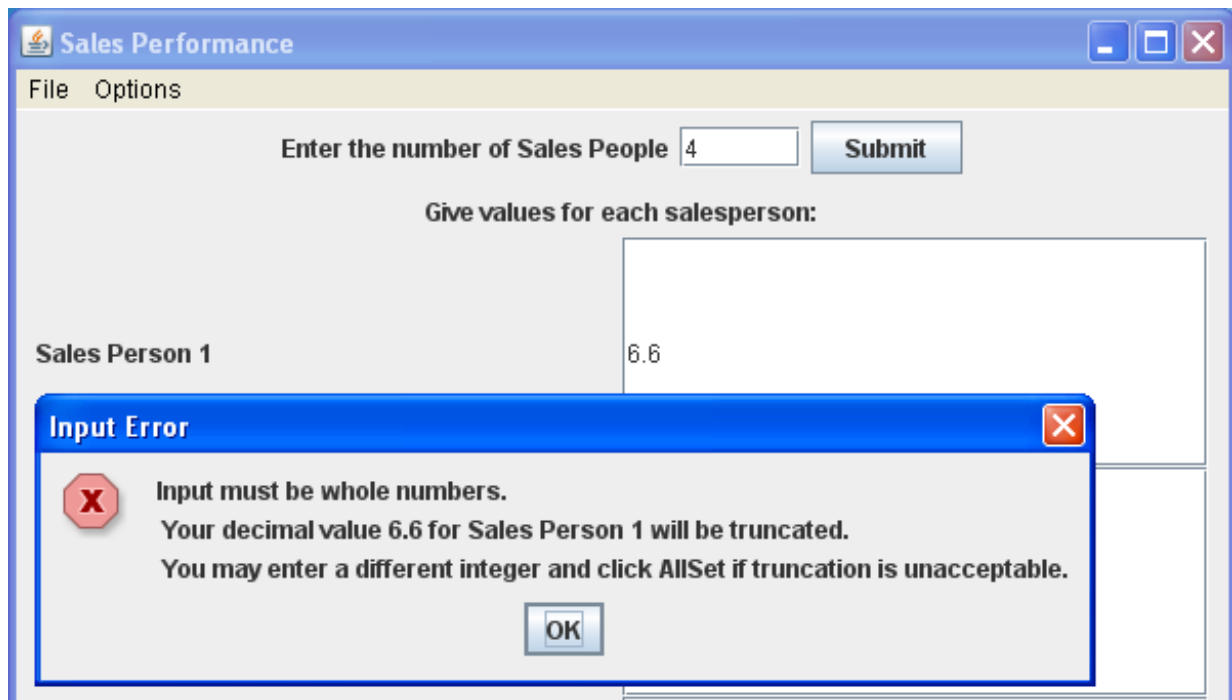 Sales Performance
File Options
Enter the number of Sales People 4 Submit
Give values for each salesperson:
Sales Person 1 6.6
Input Error
Input must be whole numbers.
Your decimal value 6.6 for Sales Person 1 will be truncated.
You may enter a different integer and click AllSet if truncation is unacceptable.
OK